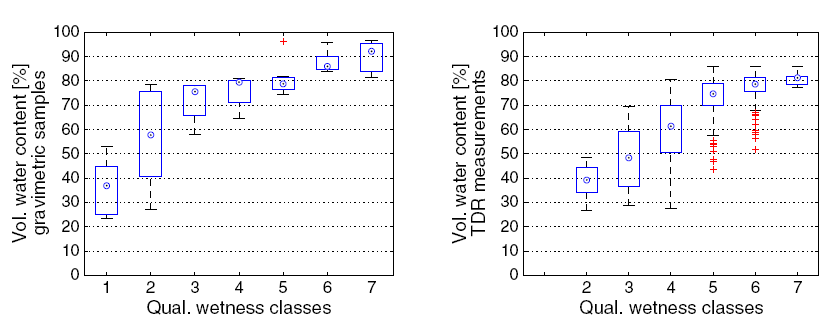 Vol. water content [%]
gravimetric samples
100
90
80
70
60
50
40
30
20
10
0
1 2 3 4 5 6 7
Qual. wetness classes
Vol. water content [%]
TDR measurements
100
90
80
70
60
50
40
30
20
10
0
2 3 4 5 6 7
Qual. wetness classes